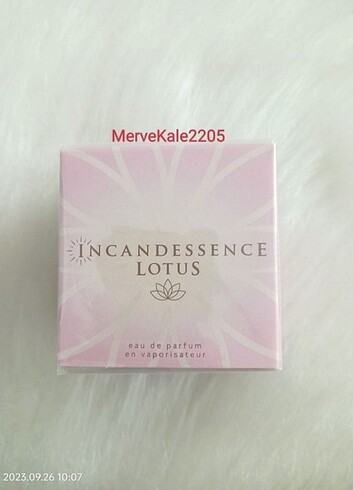 MerveKale2205
INCANDESSENCE
LOTUS
eau de parfum
en vaporisateur
2023.09.26 10:07